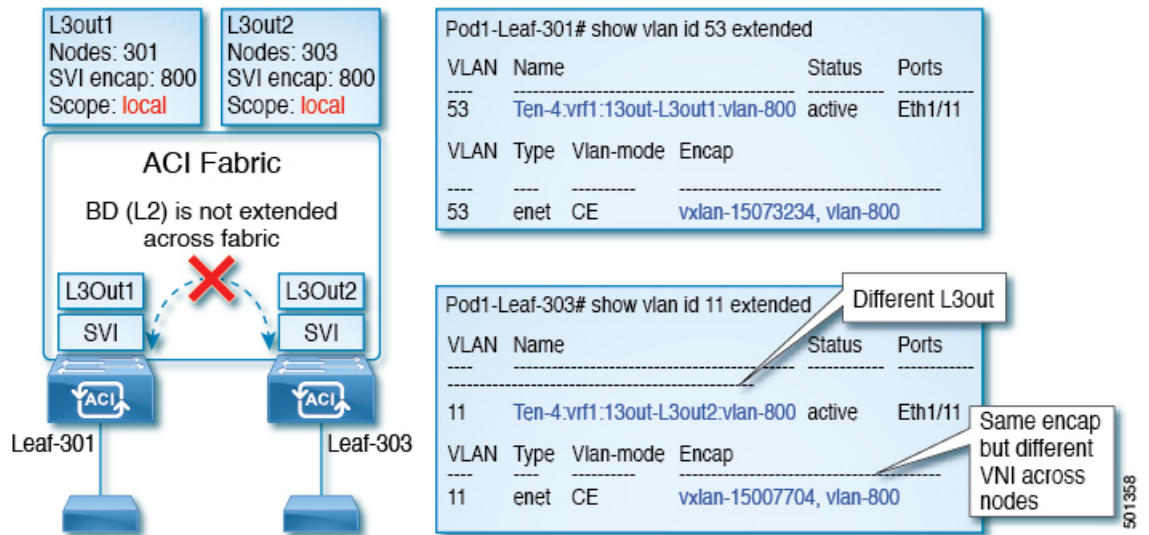 L3out1
Nodes: 301
SVI encap: 800
Scope: local
L3out2
Nodes: 303
SVI encap: 800
Scope: local
ACI Fabric
BD (L2) is not extended
across fabric
L3Out1
SVI
L3Out2
SVI
ACI
ACI
Leaf-301
Leaf-303
Pod1-Leaf-301# show vlan id 53 extended
VLAN Name Status Ports
---- -------------------------------- --------- ---------
53 Ten-4:vrf1:13out-L3out1:vlan-800 active Eth1/11
VLAN Type Vlan-mode Encap
---- ---- ---------- -------------------------------
53 enet CE vxlan-15073234, vlan-800
Pod1-Leaf-303# show vlan id 11 extended
Different L3out
VLAN Name Status Ports
---- -------------------------------- --------- ---------
-------------------------------
11 Ten-4:vrf1:13out-L3out2:vlan-800 active Eth1/11
VLAN Type Vlan-mode Encap
---- ---- ---------- -------------------------------
11 enet CE vxlan-15007704, vlan-800
Same encap
but different
VNI across
nodes
501358